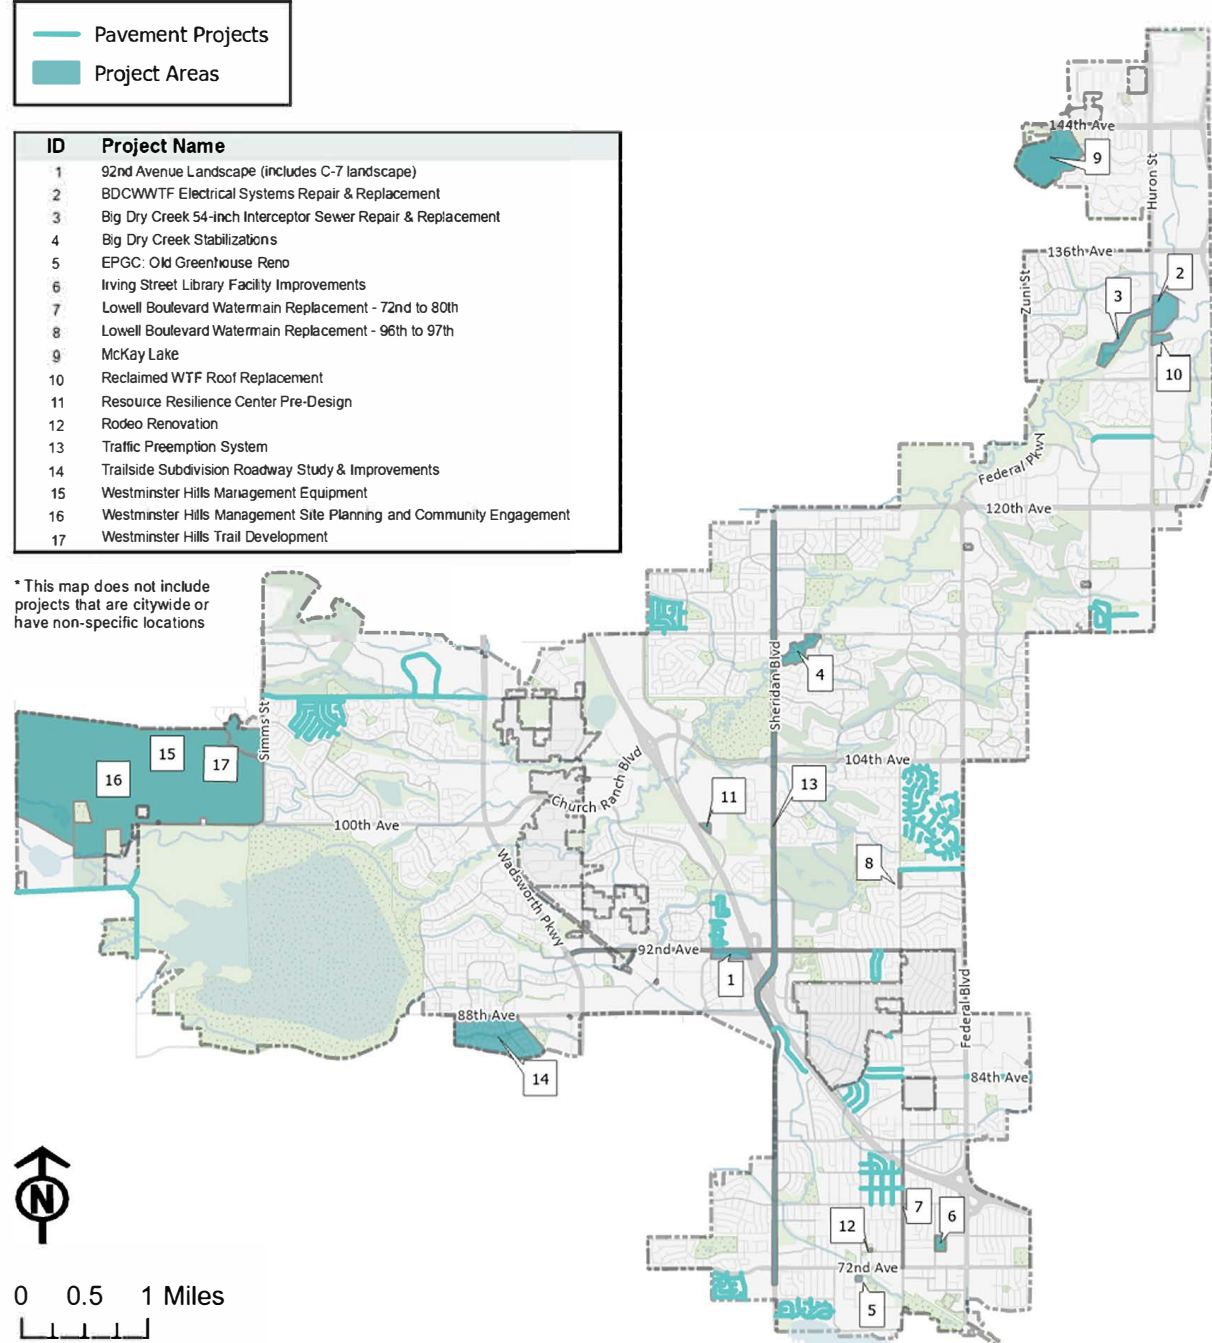 Pavement Projects
Project Areas
ID Project Name
1 92nd Avenue Landscape (includes C-7 landscape)
2 BDCWWTF Electrical Systems Repair & Replacement
3 Big Dry Creek 54-inch Interceptor Sewer Repair & Replacement
4 Big Dry Creek Stabilizations
5 EPGC: Old Greenhouse Reno
6 Irving Street Library Facility Improvements
7 Lowell Boulevard Watermain Replacement - 72nd to 80th
8 Lowell Boulevard Watermain Replacement - 96th to 97th
9 McKay Lake
10 Reclaimed WTF Roof Replacement
11 Resource Resilience Center Pre-Design
12 Rodeo Renovation
13 Traffic Preemption System
14 Trailside Subdivision Roadway Study & Improvements
15 Westminster Hills Management Equipment
16 Westminster Hills Management Site Planning and Community Engagement
17 Westminster Hills Trail Development
* This map does not include
projects that are citywide or
have non-specific locations
144th Ave
9
Huron St
136th Ave
2
Zuni St
3
10
Federal Pkwy
120th Ave
Sheridan Blvd
4
Simms St
15
17
16
104th Ave
Church Ranch Blvd
11
13
100th Ave
8
Wadsworth Pkwy
92nd Ave
1
Federal Blvd
88th Ave
14
84th Ave
7
6
12
72nd Ave
5
N
0 0.5 1 Miles